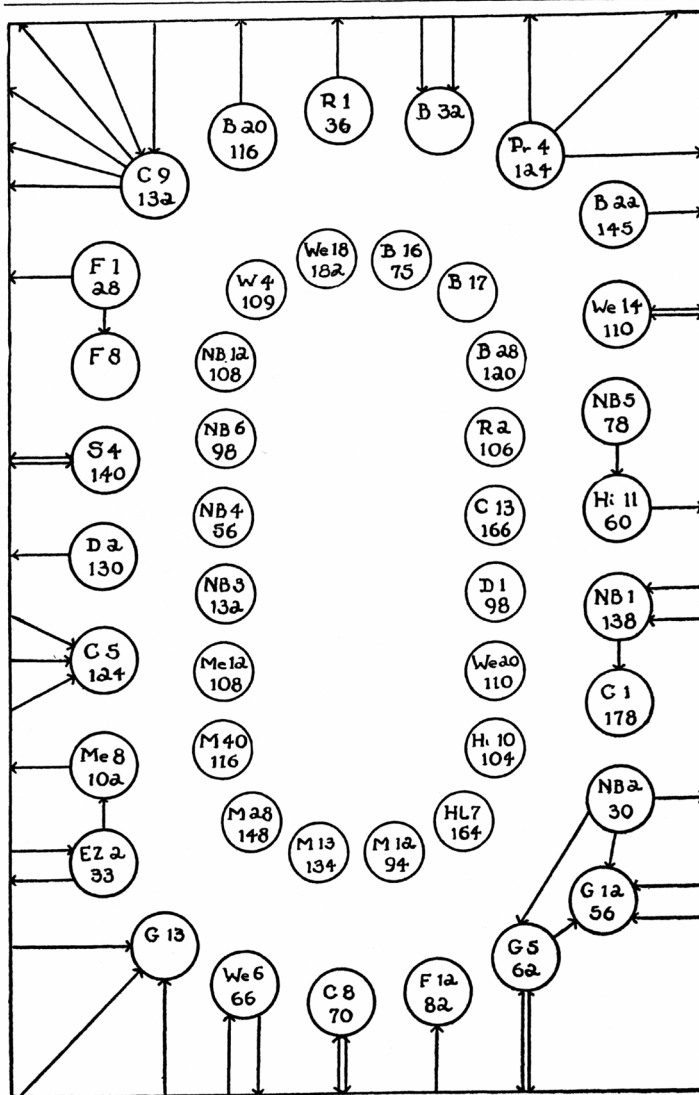 B 20
116
R 1
36
B 32
Pr 4
124
C 9
132
B 22
145
F 1
28
We 18
182
B 16
75
W 4
109
B 17
We 14
110
F 8
NB 12
108
B 28
120
NB 5
78
NB 6
98
R 2
106
S 4
140
Hi 11
60
NB 4
56
C 13
166
D 2
130
NB 3
132
D 1
98
NB 1
138
C 5
124
Me 12
108
We 20
110
C 1
178
Me 8
102
M 40
116
Hi 10
104
NB 2
30
M 28
148
M 13
134
M 12
94
HL 7
164
EZ 2
33
G 12
56
G 13
G 5
62
We 6
66
C 8
70
F 12
82